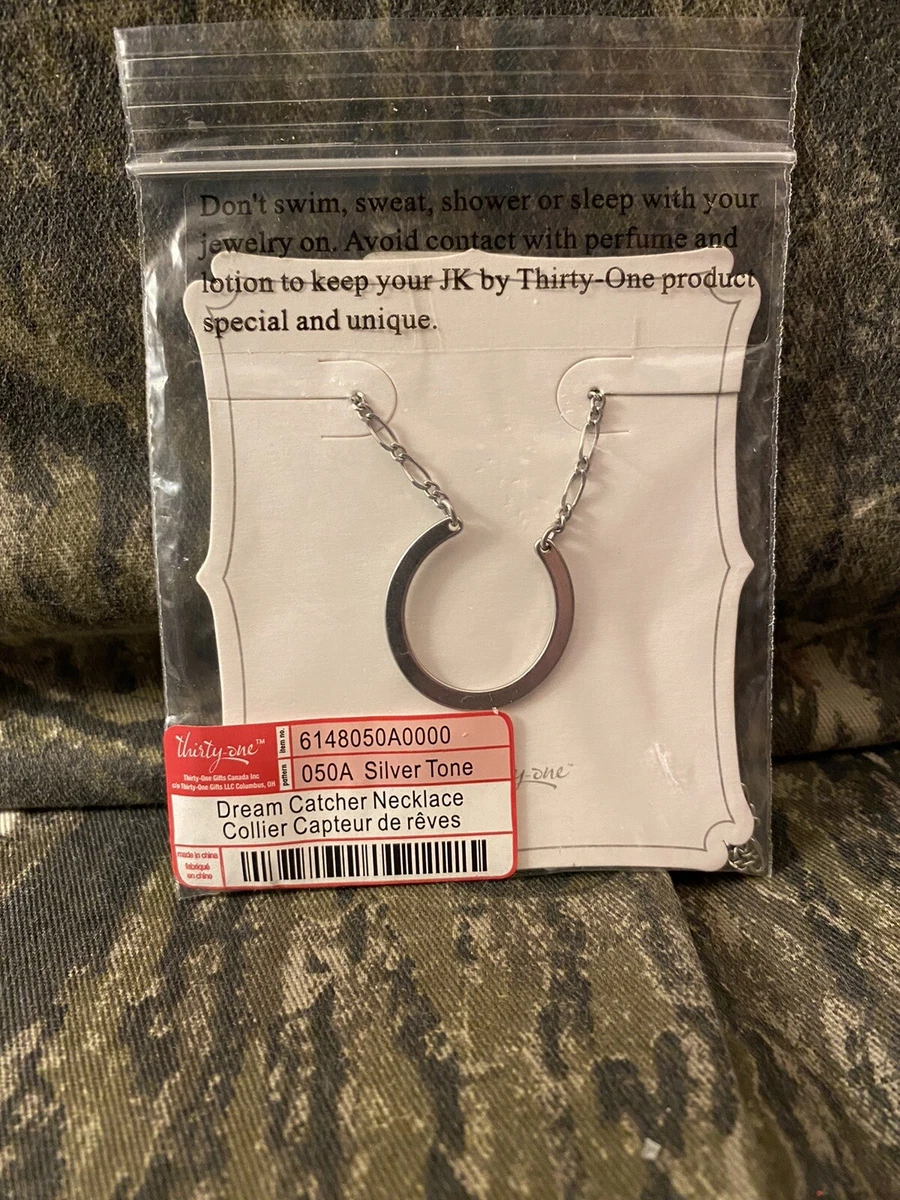 Don't swim, sweat, shower or sleep with your
jewelry on. Avoid contact with perfume and
lotion to keep your JK by Thirty-One product
special and unique.
y-one™
thirty-one™
Thirty-One Gifts Canada Inc
c/o Thirty-One Gifts LLC Columbus, OH
item no.
6148050A0000
pattern
050A Silver Tone
Dream Catcher Necklace
Collier Capteur de rêves
made in china
fabriqué
en chine